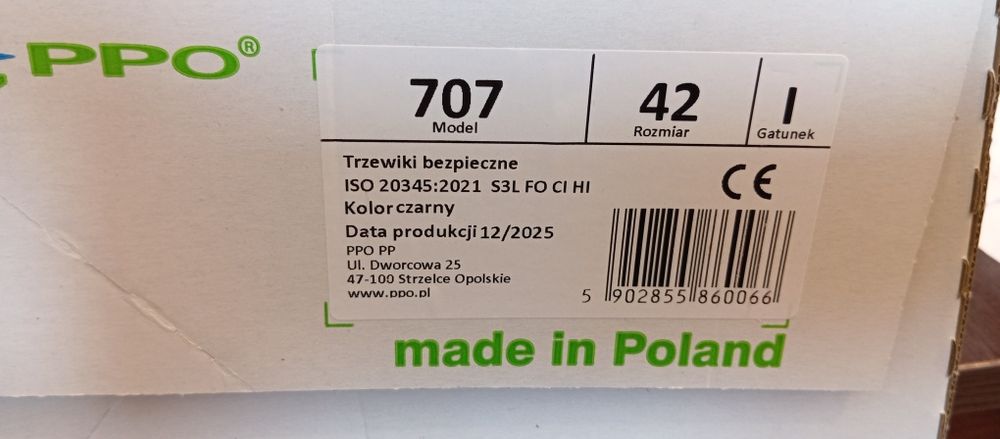 PPO®
707
Model
42
Rozmiar
I
Gatunek
Trzewiki bezpieczne
ISO 20345:2021 S3L FO CI HI
Kolor czarny
Data produkcji 12/2025
PPO PP
Ul. Dworcowa 25
47-100 Strzelce Opolskie
www.ppo.pl
CE
5 902855 860066
made in Poland